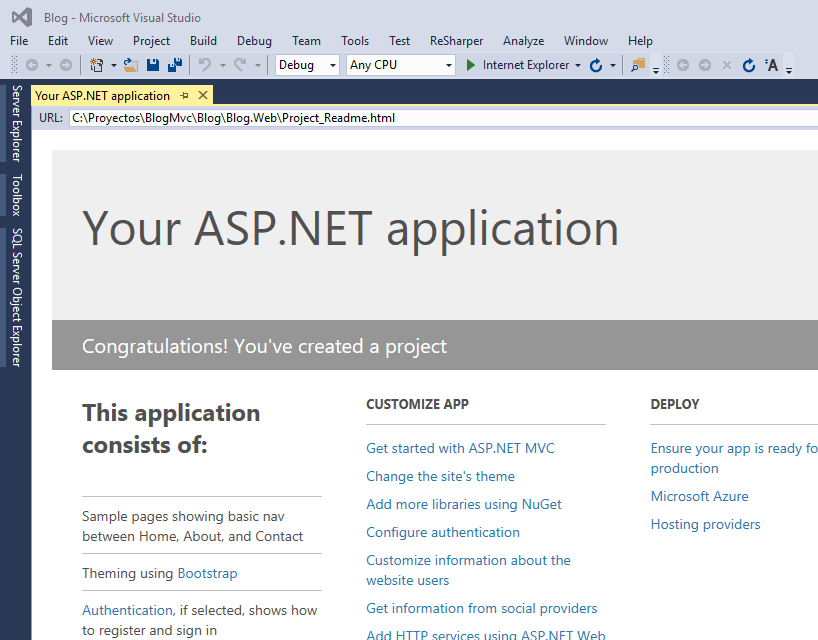 Blog - Microsoft Visual Studio
File Edit View Project Build Debug Team Tools Test ReSharper Analyze Window Help
Debug Any CPU Internet Explorer
Server Explorer
Toolbox
SQL Server Object Explorer
Your ASP.NET application
URL: C:\Proyectos\BlogMvc\Blog\Blog.Web\Project_Readme.html
Your ASP.NET application
Congratulations! You've created a project
This application
consists of:
Sample pages showing basic nav
between Home, About, and Contact
Theming using Bootstrap
Authentication, if selected, shows how
to register and sign in
CUSTOMIZE APP
Get started with ASP.NET MVC
Change the site's theme
Add more libraries using NuGet
Configure authentication
Customize information about the
website users
Get information from social providers
Add HTTP services using ASP.NET Web
DEPLOY
Ensure your app is ready fo
production
Microsoft Azure
Hosting providers